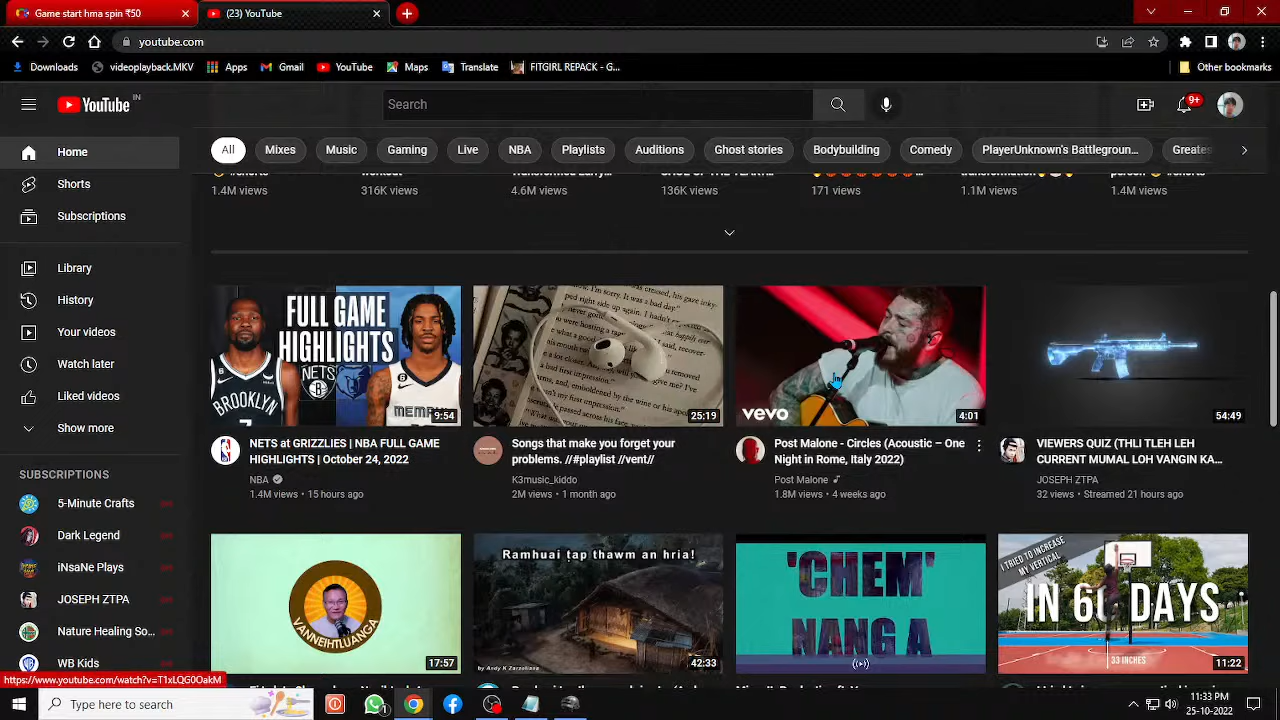 Game start hma spin ₹50
(23) YouTube
youtube.com
Downloads
videoplayback.MKV
Apps
Gmail
YouTube
Maps
Translate
FITGIRL REPACK - G...
Other bookmarks
YouTube IN
Search
9+
Home
Shorts
Subscriptions
Library
History
Your videos
Watch later
Liked videos
Show more
SUBSCRIPTIONS
5-Minute Crafts
Dark Legend
iNsaNe Plays
JOSEPH ZTPA
Nature Healing So...
WB Kids
All
Mixes
Music
Gaming
Live
NBA
Playlists
Auditions
Ghost stories
Bodybuilding
Comedy
PlayerUnknown's Battlegroun...
Greates
1.4M views
316K views
4.6M views
136K views
171 views
1.1M views
1.4M views
FULL GAME
HIGHLIGHTS
NETS
BROOKLYN
MEMPH
9:54
NETS at GRIZZLIES | NBA FULL GAME
HIGHLIGHTS | October 24, 2022
NBA
1.4M views • 15 hours ago
25:19
Songs that make you forget your
problems. //#playlist //vent//
K3music_kiddo
2M views • 1 month ago
vevo
4:01
Post Malone - Circles (Acoustic – One
Night in Rome, Italy 2022)
Post Malone
1.8M views • 4 weeks ago
54:49
VIEWERS QUIZ (THLI TLEH LEH
CURRENT MUMAL LOH VANGIN KA...
JOSEPH ZTPA
32 views • Streamed 21 hours ago
VANNEIHTLUANGA
17:57
Ramhuai ṭap thawm an hria!
by Andy K Zarzoliana
42:33
'CHEM'
NANG A
I TRIED TO INCREASE
MY VERTICAL
IN 60 DAYS
33 INCHES
11:22
https://www.youtube.com/watch?v=T1xLQG0OakM
Type here to search
11:33 PM
25-10-2022